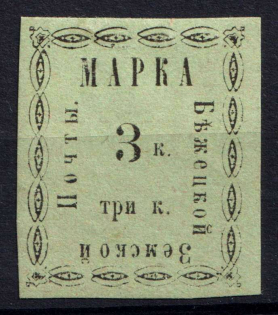 МАРКА
Бѣжецкой
Земской
Почты.
3 к.
три к.